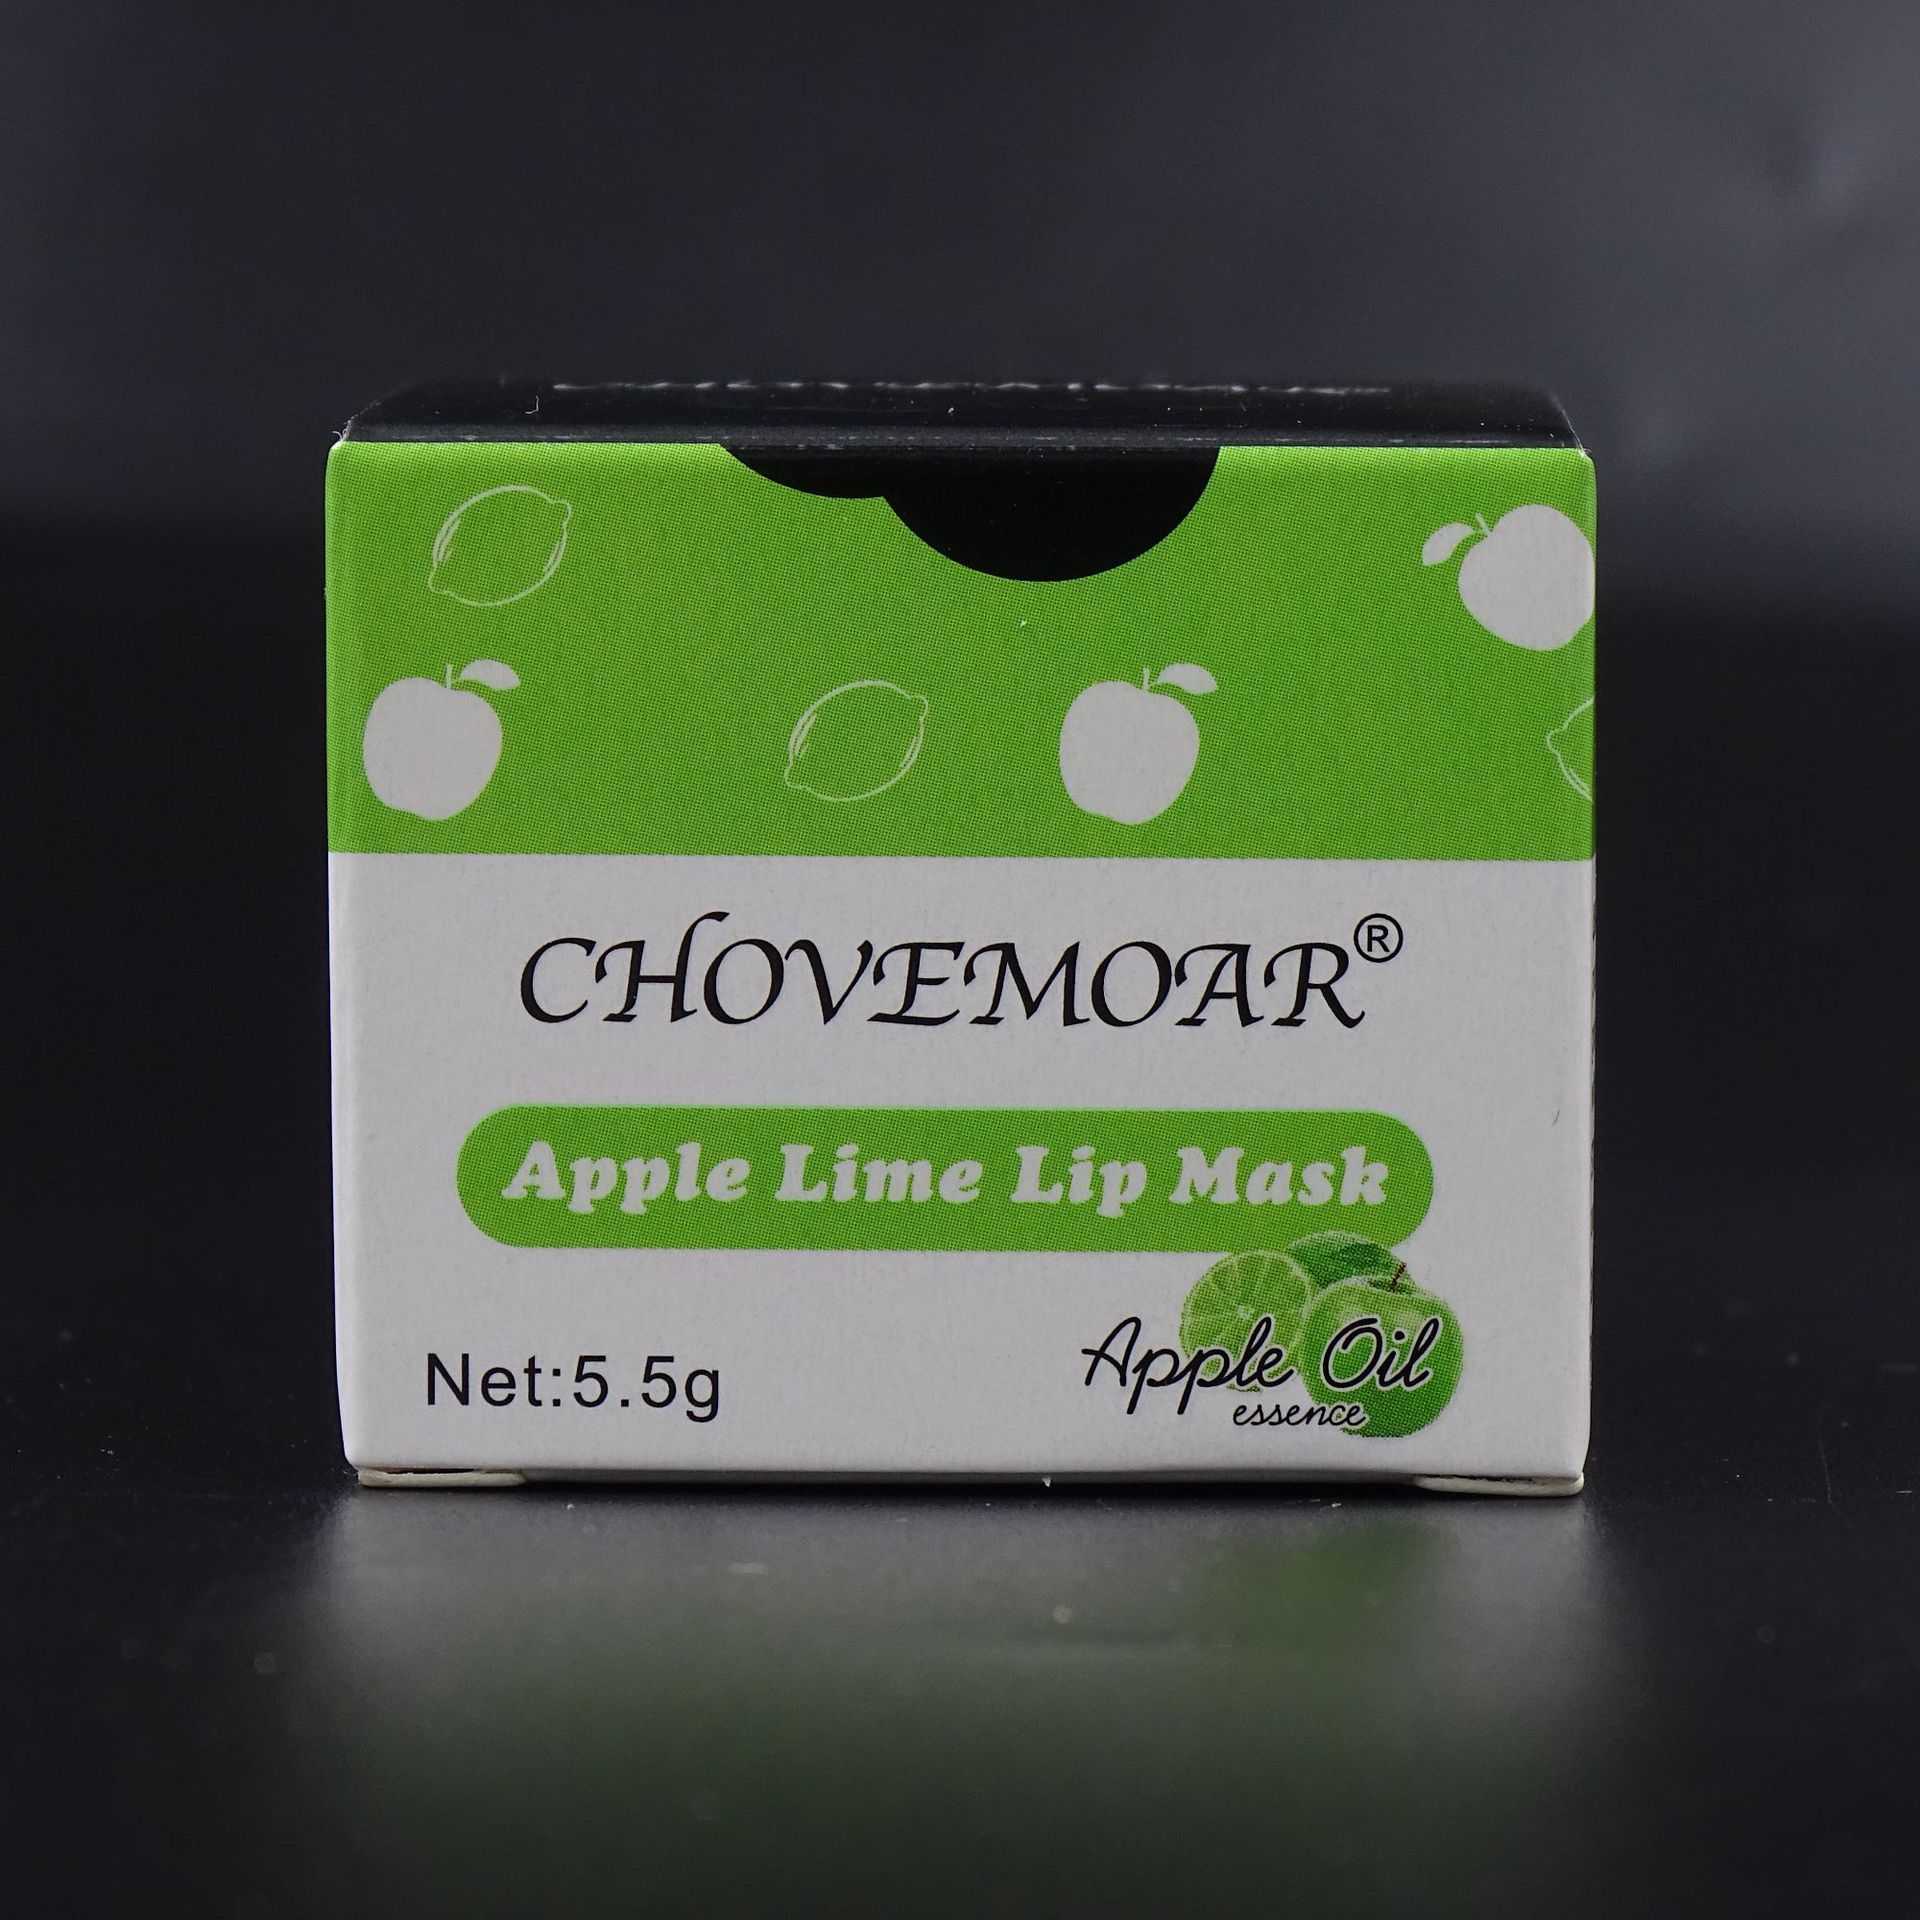 CHOVEMOAR®
Apple Lime Lip Mask
Net:5.5g
Apple Oil
essence